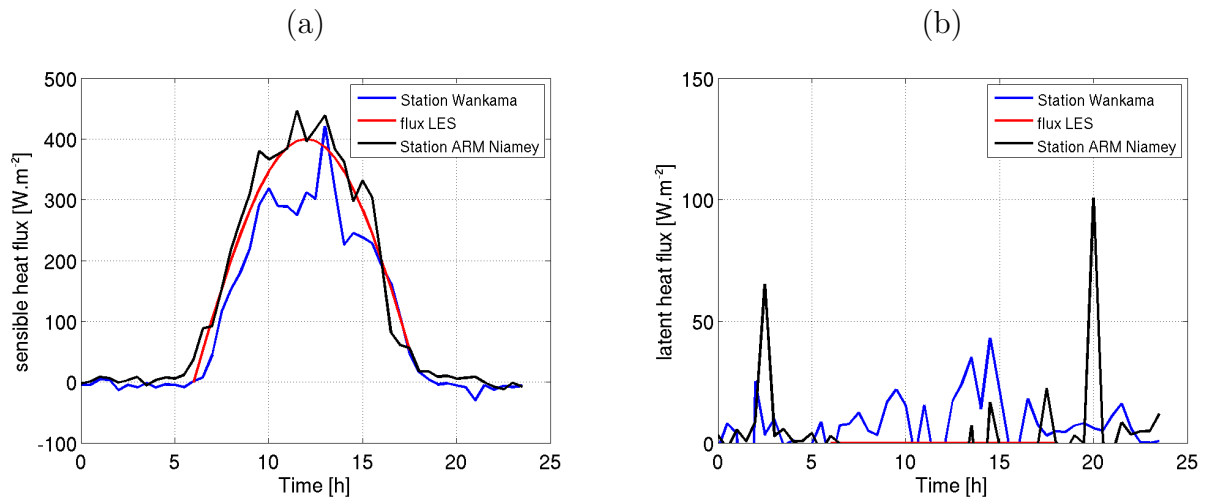 (a)
(b)
sensible heat flux [W.m⁻²]
500
400
300
200
100
0
-100
0
5
10
15
20
25
Time [h]
Station Wankama
flux LES
Station ARM Niamey
latent heat flux [W.m⁻²]
150
100
50
0
0
5
10
15
20
25
Time [h]
Station Wankama
flux LES
Station ARM Niamey